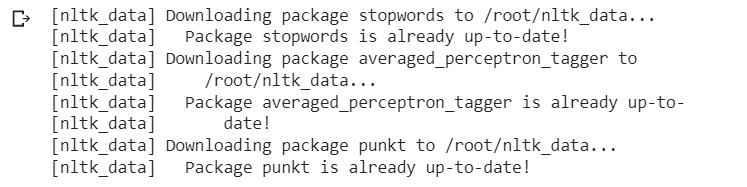 [nltk_data] Downloading package stopwords to /root/nltk_data...
[nltk_data]   Package stopwords is already up-to-date!
[nltk_data] Downloading package averaged_perceptron_tagger to
[nltk_data]     /root/nltk_data...
[nltk_data]   Package averaged_perceptron_tagger is already up-to-
[nltk_data]       date!
[nltk_data] Downloading package punkt to /root/nltk_data...
[nltk_data]   Package punkt is already up-to-date!